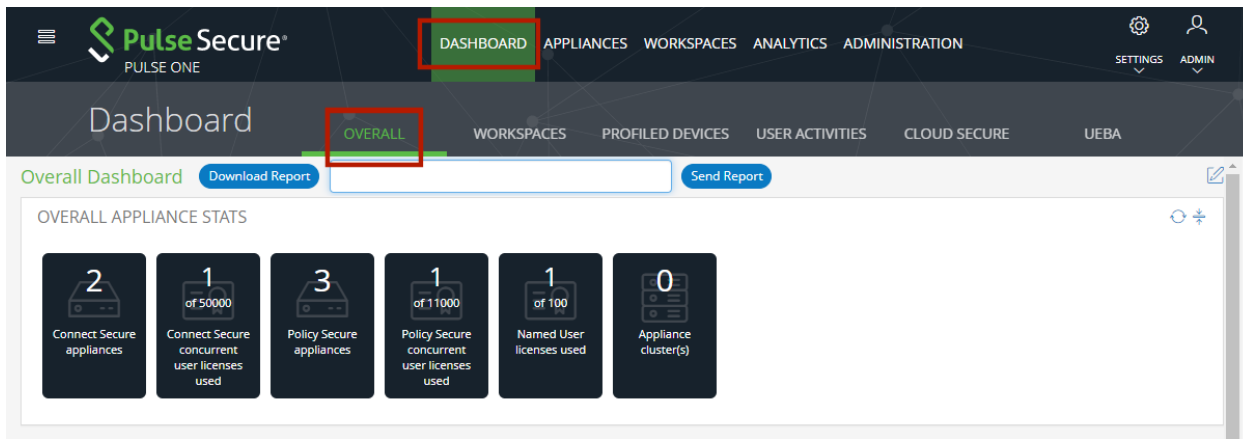 Pulse Secure®
PULSE ONE
DASHBOARD APPLIANCES WORKSPACES ANALYTICS ADMINISTRATION
SETTINGS ADMIN
Dashboard
OVERALL WORKSPACES PROFILED DEVICES USER ACTIVITIES CLOUD SECURE UEBA
Overall Dashboard Download Report Send Report
OVERALL APPLIANCE STATS
2
Connect Secure
appliances
1
of 50000
Connect Secure
concurrent
user licenses
used
3
Policy Secure
appliances
1
of 11000
Policy Secure
concurrent
user licenses
used
1
of 100
Named User
licenses used
0
Appliance
cluster(s)